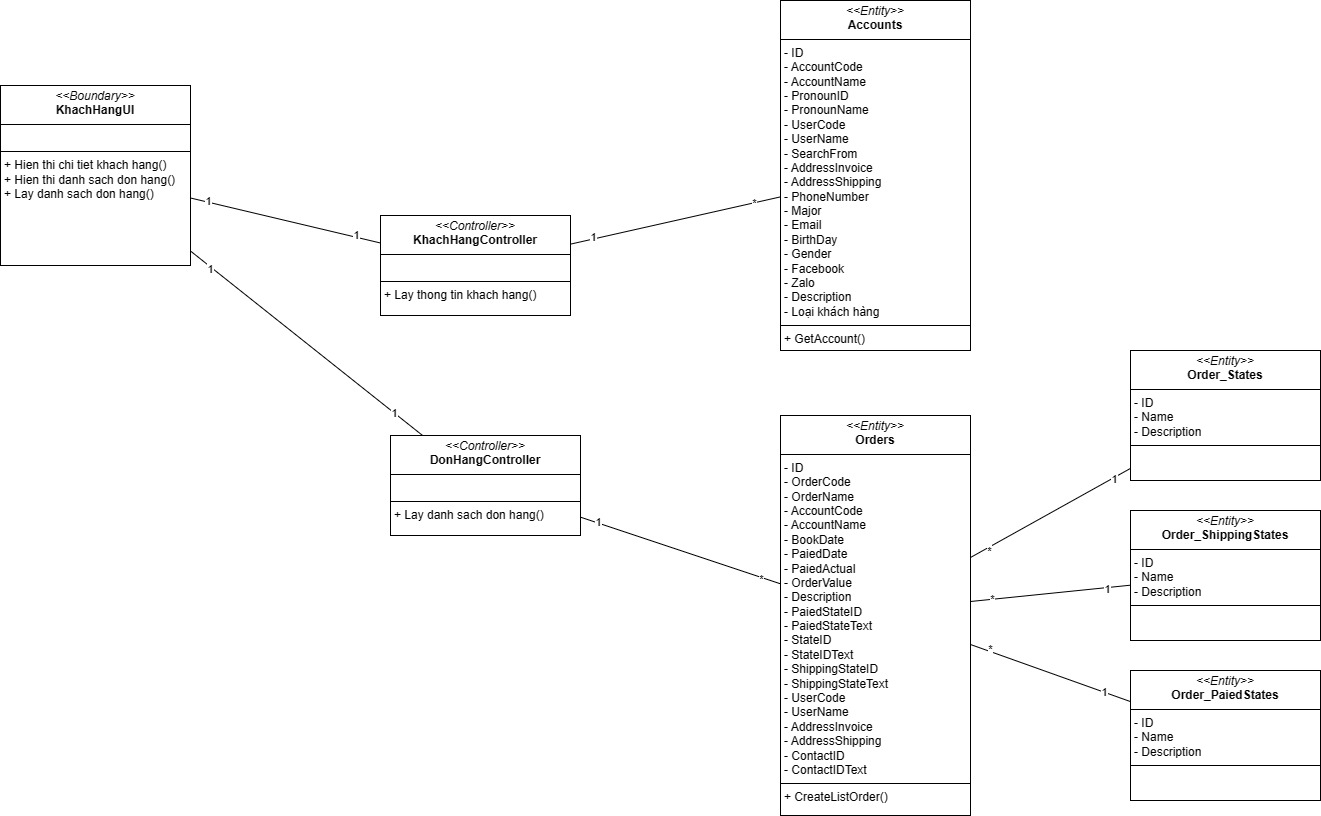 <<Boundary>>
KhachHangUI
+ Hien thi chi tiet khach hang()
+ Hien thi danh sach don hang()
+ Lay danh sach don hang()
1
1
<<Controller>>
KhachHangController
+ Lay thong tin khach hang()
1
*
<<Entity>>
Accounts
- ID
- AccountCode
- AccountName
- PronounID
- PronounName
- UserCode
- UserName
- SearchFrom
- AddressInvoice
- AddressShipping
- PhoneNumber
- Major
- Email
- BirthDay
- Gender
- Facebook
- Zalo
- Description
- Loại khách hàng
+ GetAccount()
1
1
<<Controller>>
DonHangController
+ Lay danh sach don hang()
1
*
<<Entity>>
Orders
- ID
- OrderCode
- OrderName
- AccountCode
- AccountName
- BookDate
- PaiedDate
- PaiedActual
- OrderValue
- Description
- PaiedStateID
- PaiedStateText
- StateID
- StateIDText
- ShippingStateID
- ShippingStateText
- UserCode
- UserName
- AddressInvoice
- AddressShipping
- ContactID
- ContactIDText
+ CreateListOrder()
*
1
<<Entity>>
Order_States
- ID
- Name
- Description
*
1
<<Entity>>
Order_ShippingStates
- ID
- Name
- Description
*
1
<<Entity>>
Order_PaiedStates
- ID
- Name
- Description